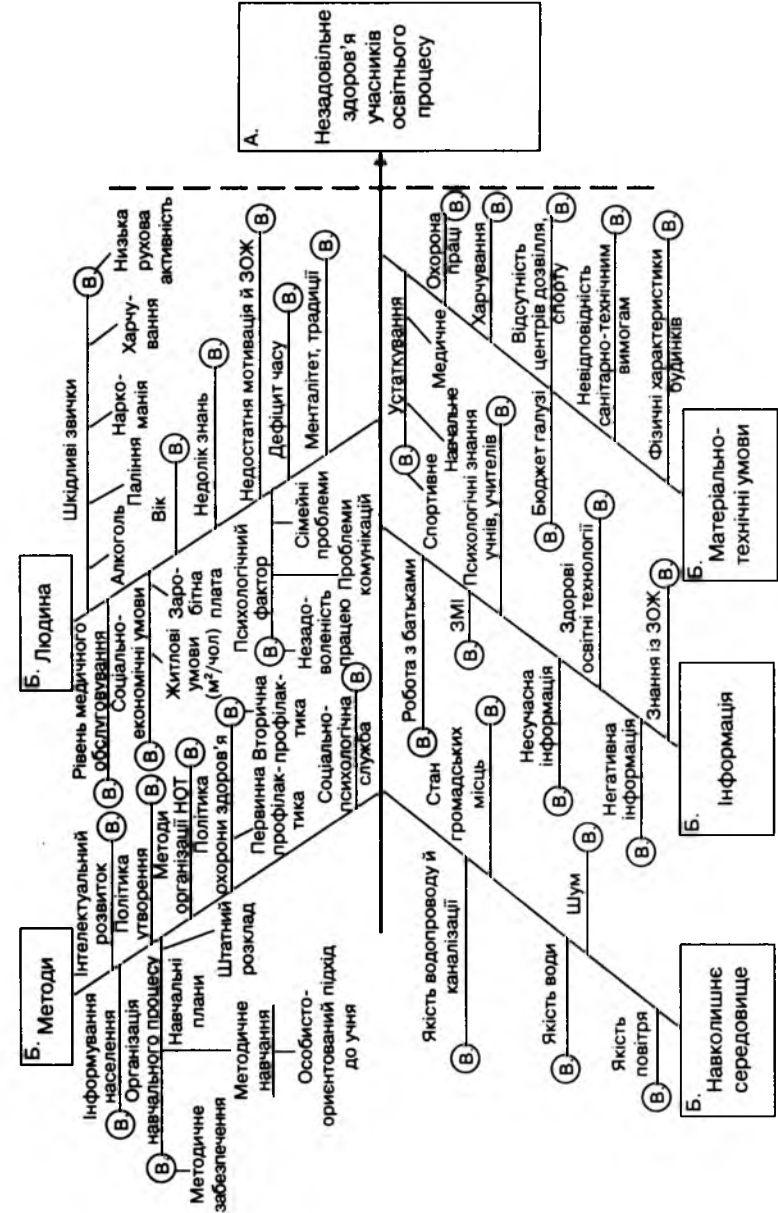 Б. Методи
Інформування
населення
В.
Організація
навчального процесу
В.
Методичне
забезпечення
Навчальні
плани
Методичне
навчання
Особисто-
орієнтований підхід
до учня
Штатний
розклад
Інтелектуальний
розвиток
В.
Політика
утворення
В.
Методи
організації НОТ
В.
Політика
охорони здоров'я
В.
Первинна
профілак-
тика
Вторинна
профілак-
тика
Соціально-
психологічна
служба
В.
Б. Людина
Рівень медичного
обслуговування
В.
Соціально-
економічні умови
В.
Житлові
умови
(м²/чол)
Заро-
бітна
плата
Психологічний
фактор
В.
Незадо-
воленість
працею
Сімейні
проблеми
Проблеми
комунікацій
Шкідливі звички
В.
Алкоголь
Паління
Нарко-
манія
Харчу-
вання
Низька
рухова
активність
Вік
В.
Недолік знань
В.
Недостатня мотивація й ЗОЖ
В.
Дефіцит часу
В.
Менталітет, традиції
В.
А.
Незадовільне
здоров'я
учасників
освітнього
процесу
Якість водопроводу й
каналізації
В.
Якість води
В.
Якість
повітря
В.
Стан
громадських
місць
В.
Шум
В.
Б.
Навколишнє
середовище
Робота з батьками
В.
ЗМІ
В.
Психологічні знання
учнів, учителів
В.
Несучасна
інформація
В.
Здорові
освітні технології
В.
Негативна
інформація
В.
Знання із ЗОЖ
В.
Б.
Інформація
Устаткування
В.
Спортивне
Навчальне
Медичне
Охорона
праці
В.
Харчування
В.
Бюджет галузі
В.
Відсутність
центрів дозвілля,
спорту
В.
Невідповідність
санітарно-технічним
вимогам
В.
Фізичні характеристики
будинків
В.
Б.
Матеріально-
технічні умови